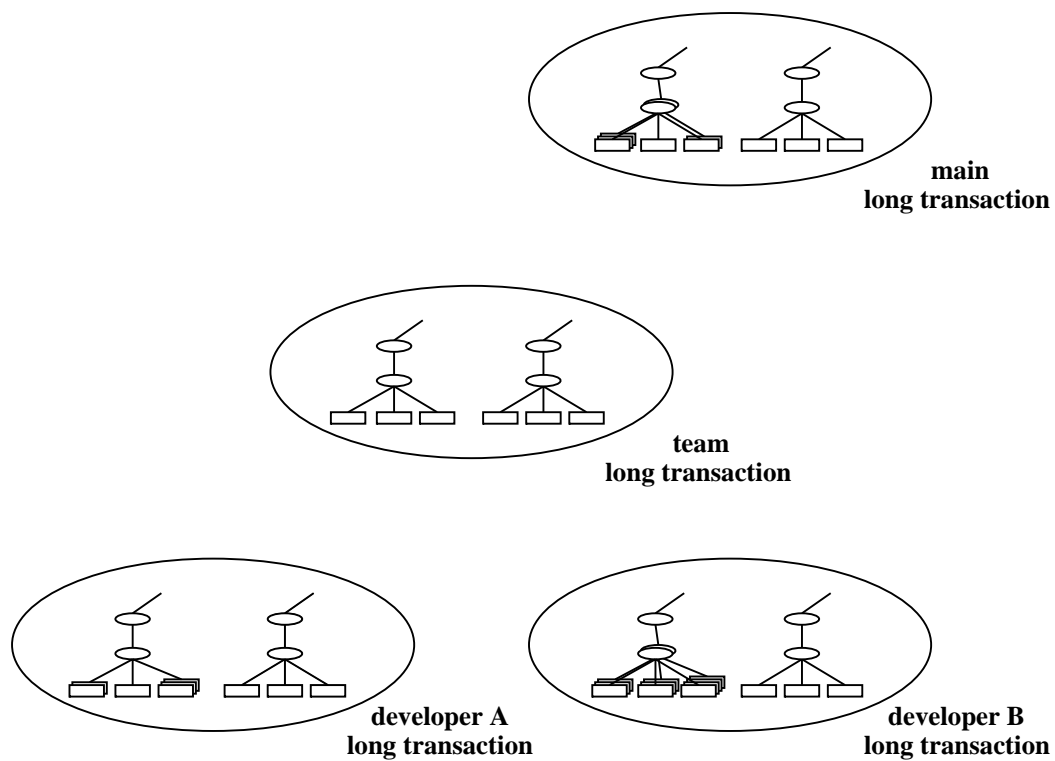 main
long transaction
team
long transaction
developer A
long transaction
developer B
long transaction